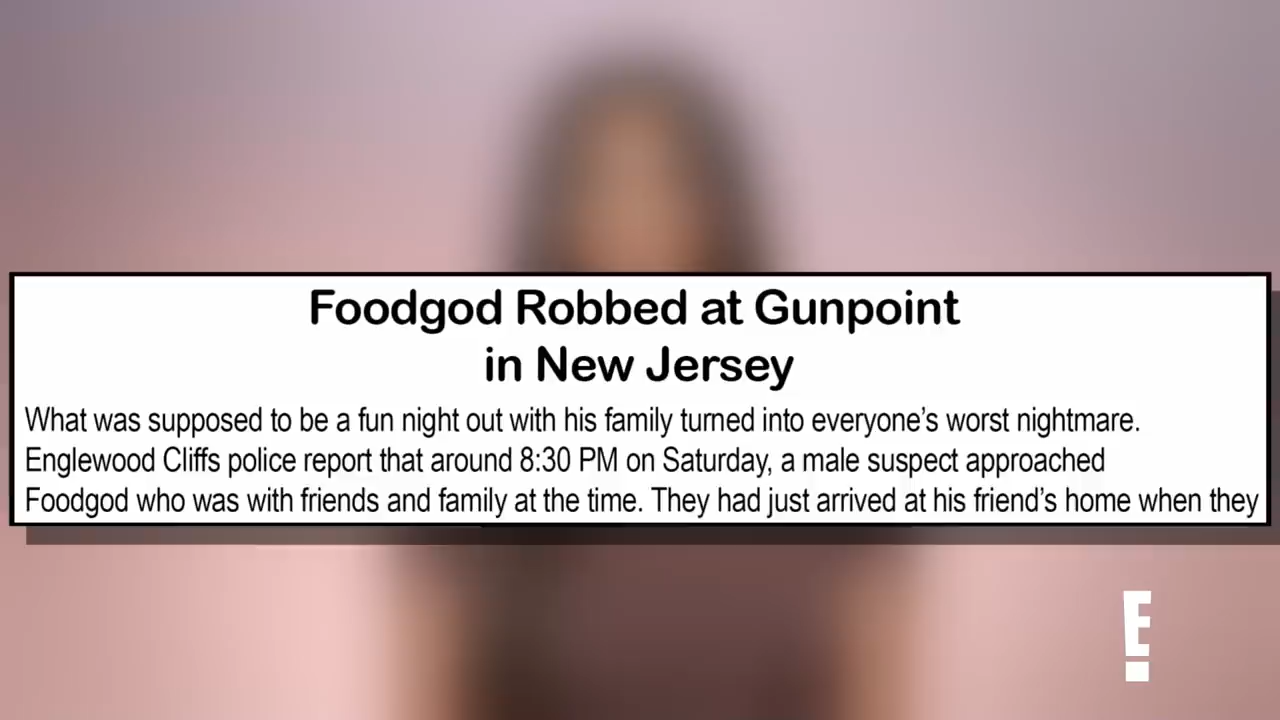 Foodgod Robbed at Gunpoint
in New Jersey
What was supposed to be a fun night out with his family turned into everyone’s worst nightmare.
Englewood Cliffs police report that around 8:30 PM on Saturday, a male suspect approached
Foodgod who was with friends and family at the time. They had just arrived at his friend’s home when they
E!